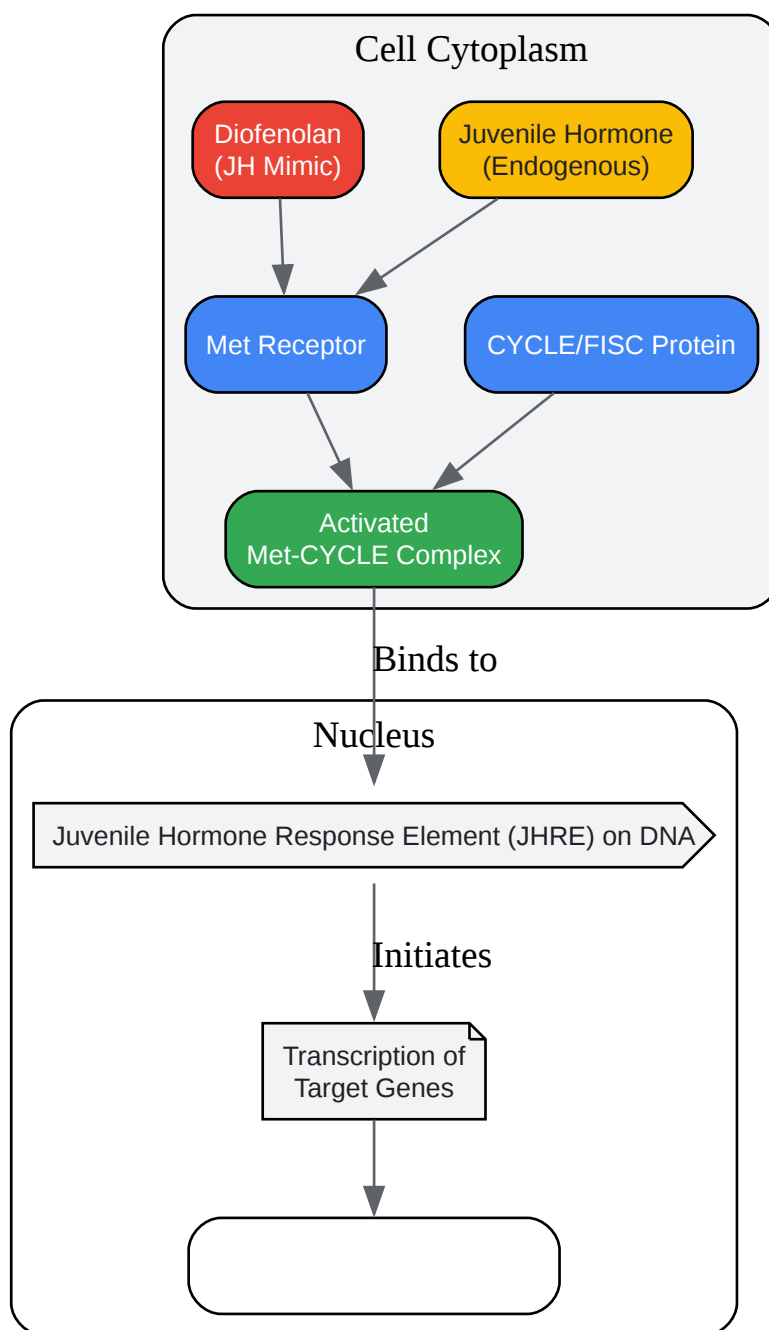 Cell Cytoplasm
Diofenolan
(JH Mimic)
Juvenile Hormone
(Endogenous)
Met Receptor
CYCLE/FISC Protein
Activated
Met-CYCLE Complex
Binds to
Nucleus
Juvenile Hormone Response Element (JHRE) on DNA
Initiates
Transcription of
Target Genes